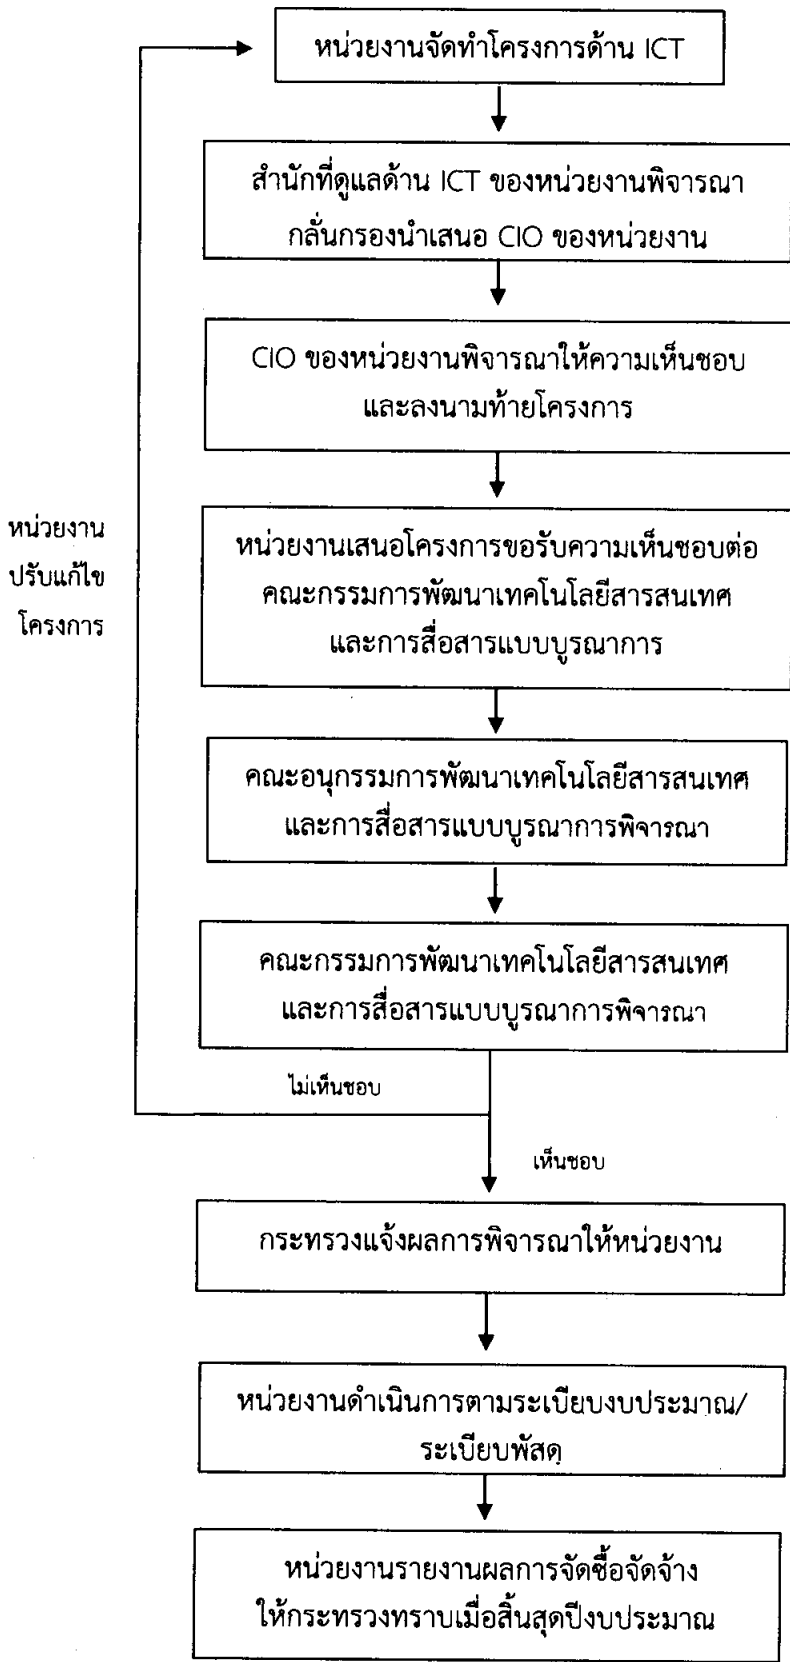 หน่วยงานจัดทำโครงการด้าน ICT
สำนักที่ดูแลด้าน ICT ของหน่วยงานพิจารณา
กลั่นกรองนำเสนอ CIO ของหน่วยงาน
CIO ของหน่วยงานพิจารณาให้ความเห็นชอบ
และลงนามท้ายโครงการ
หน่วยงาน
ปรับแก้ไข
โครงการ
หน่วยงานเสนอโครงการขอรับความเห็นชอบต่อ
คณะกรรมการพัฒนาเทคโนโลยีสารสนเทศ
และการสื่อสารแบบบูรณาการ
คณะอนุกรรมการพัฒนาเทคโนโลยีสารสนเทศ
และการสื่อสารแบบบูรณาการพิจารณา
คณะกรรมการพัฒนาเทคโนโลยีสารสนเทศ
และการสื่อสารแบบบูรณาการพิจารณา
ไม่เห็นชอบ
เห็นชอบ
กระทรวงแจ้งผลการพิจารณาให้หน่วยงาน
หน่วยงานดำเนินการตามระเบียบงบประมาณ/
ระเบียบพัสดุ
หน่วยงานรายงานผลการจัดซื้อจัดจ้าง
ให้กระทรวงทราบเมื่อสิ้นสุดปีงบประมาณ